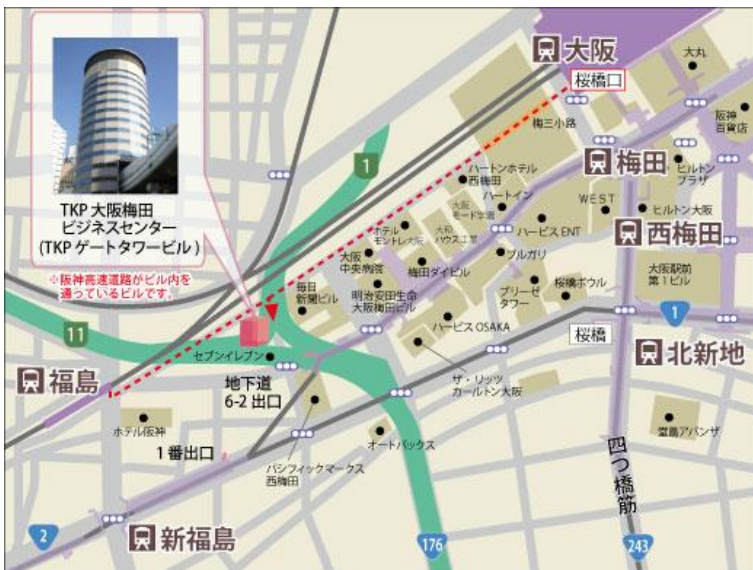 大阪
桜橋口
大丸
阪神
百貨店
梅三小路
梅田
ヒルトン
プラザ
ハートンホテル
西梅田
ハートイン
大阪
モード学園
WEST
ヒルトン大阪
西梅田
1
TKP 大阪梅田
ビジネスセンター
(TKP ゲートタワービル)
※阪神高速道路がビル内を
通っているビルです。
ホテル
モントレ大阪
大和
ハウス工業
ハービス ENT
大阪
中央病院
梅田ダイビル
ブルガリ
大阪駅前
第1ビル
毎日
新聞ビル
明治安田生命
大阪梅田ビル
ブリーゼ
タワー
桜橋ボウル
1
11
ハービス OSAKA
桜橋
北新地
セブンイレブン
福島
地下道
6-2 出口
ザ・リッツ
カールトン大阪
ホテル阪神
1 番出口
オートバックス
堂島アバンザ
パシフィックマークス
西梅田
四つ橋筋
2
新福島
176
243